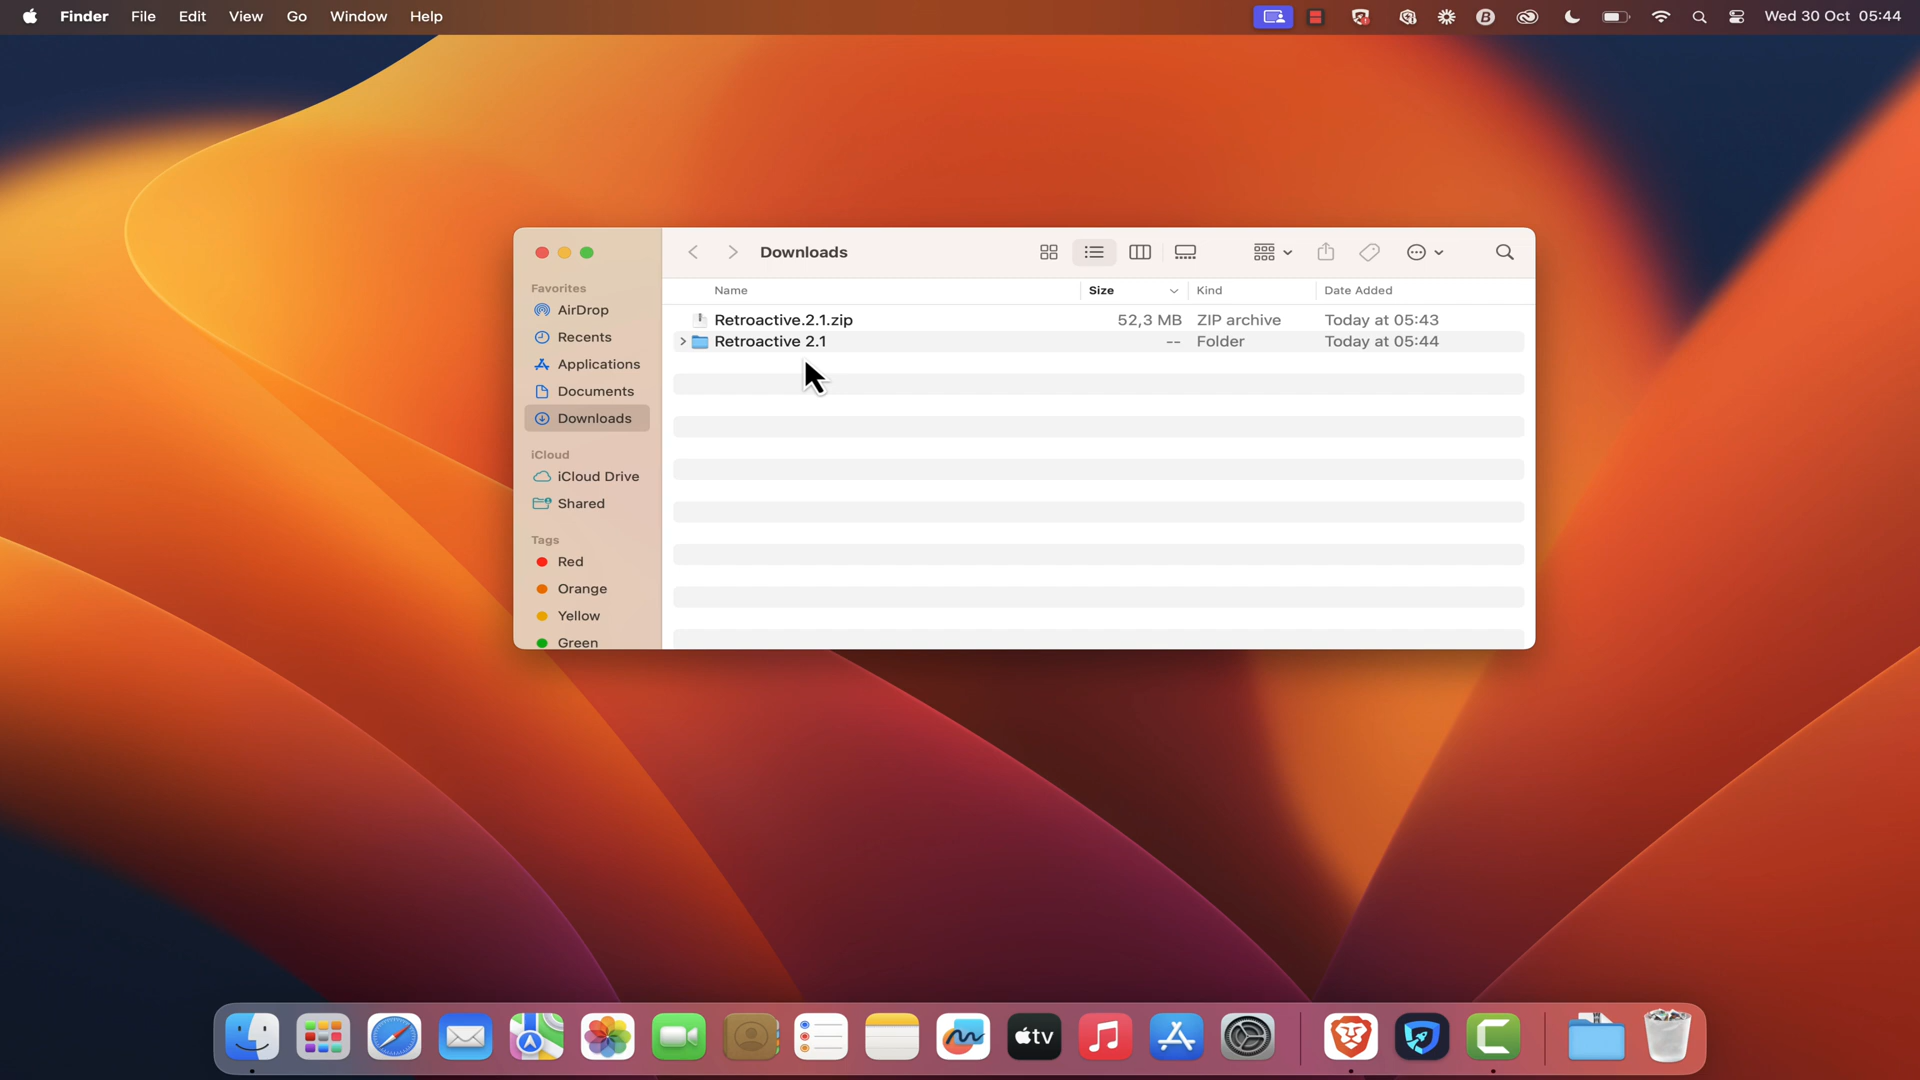 Finder File Edit View Go Window Help Wed 30 Oct 05:44
Downloads
Favorites
AirDrop
Recents
Applications
Documents
Downloads
iCloud
iCloud Drive
Shared
Tags
Red
Orange
Yellow
Green
Name Size Kind Date Added
Retroactive.2.1.zip 52,3 MB ZIP archive Today at 05:43
Retroactive 2.1 -- Folder Today at 05:44
tv